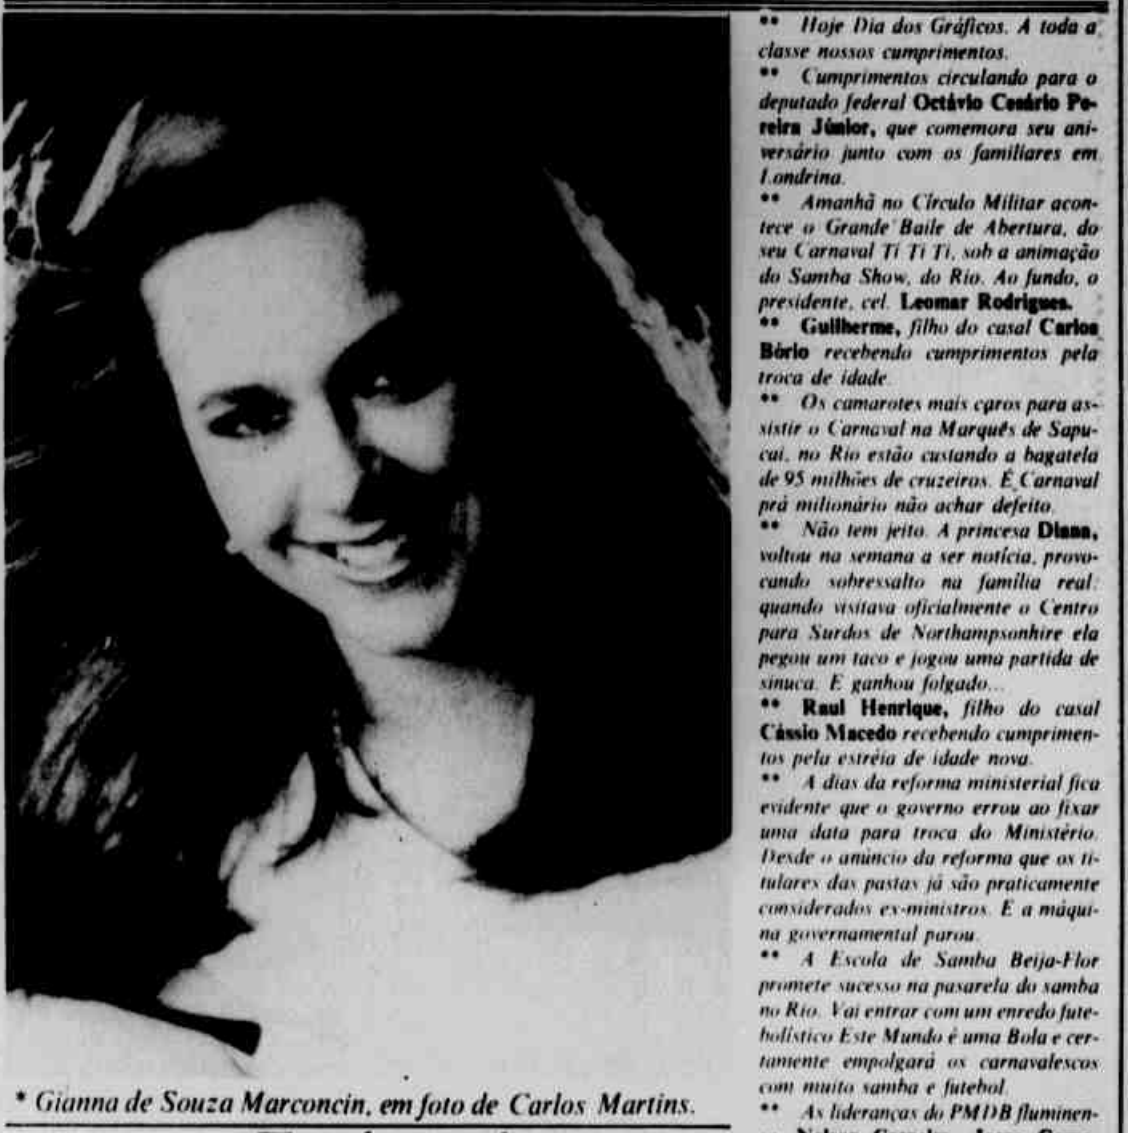 ** Hoje Dia dos Gráficos. A toda a
classe nossos cumprimentos.
** Cumprimentos circulando para o
deputado federal Octávio Cesário Pe-
reira Júnior, que comemora seu ani-
versário junto com os familiares em
Londrina.
** Amanhã no Círculo Militar acon-
tece o Grande Baile de Abertura, do
seu Carnaval Ti Ti Ti, sob a animação
do Samba Show, do Rio. Ao fundo, o
presidente, cel. Leomar Rodrigues.
** Guilherme, filho do casal Carlos
Bório recebendo cumprimentos pela
troca de idade.
** Os camarotes mais caros para as-
sistir o Carnaval na Marquês de Sapu-
cai, no Rio estão custando a bagatela
de 95 milhões de cruzeiros. É Carnaval
prá milionário não achar defeito.
** Não tem jeito. A princesa Diana,
voltou na semana a ser notícia, provo-
cando sobressalto na família real:
quando visitava oficialmente o Centro
para Surdos de Northampsonhire ela
pegou um taco e jogou uma partida de
sinuca. E ganhou folgado...
** Raul Henrique, filho do casal
Cássio Macedo recebendo cumprimen-
tos pela estréia de idade nova.
** A dias da reforma ministerial fica
evidente que o governo errou ao fixar
uma data para troca do Ministério.
Desde o anúncio da reforma que os ti-
tulares das pastas já são praticamente
considerados ex-ministros. E a máqui-
na governamental parou.
** A Escola de Samba Beija-Flor
promete sucesso na pasarela do samba
no Rio. Vai entrar com um enredo fute-
bolístico Este Mundo é uma Bola e cer-
tamente empolgará os carnavalescos
com muito samba e futebol.
** As lideranças do PMDB fluminen-
* Gianna de Souza Marconcin, em foto de Carlos Martins.